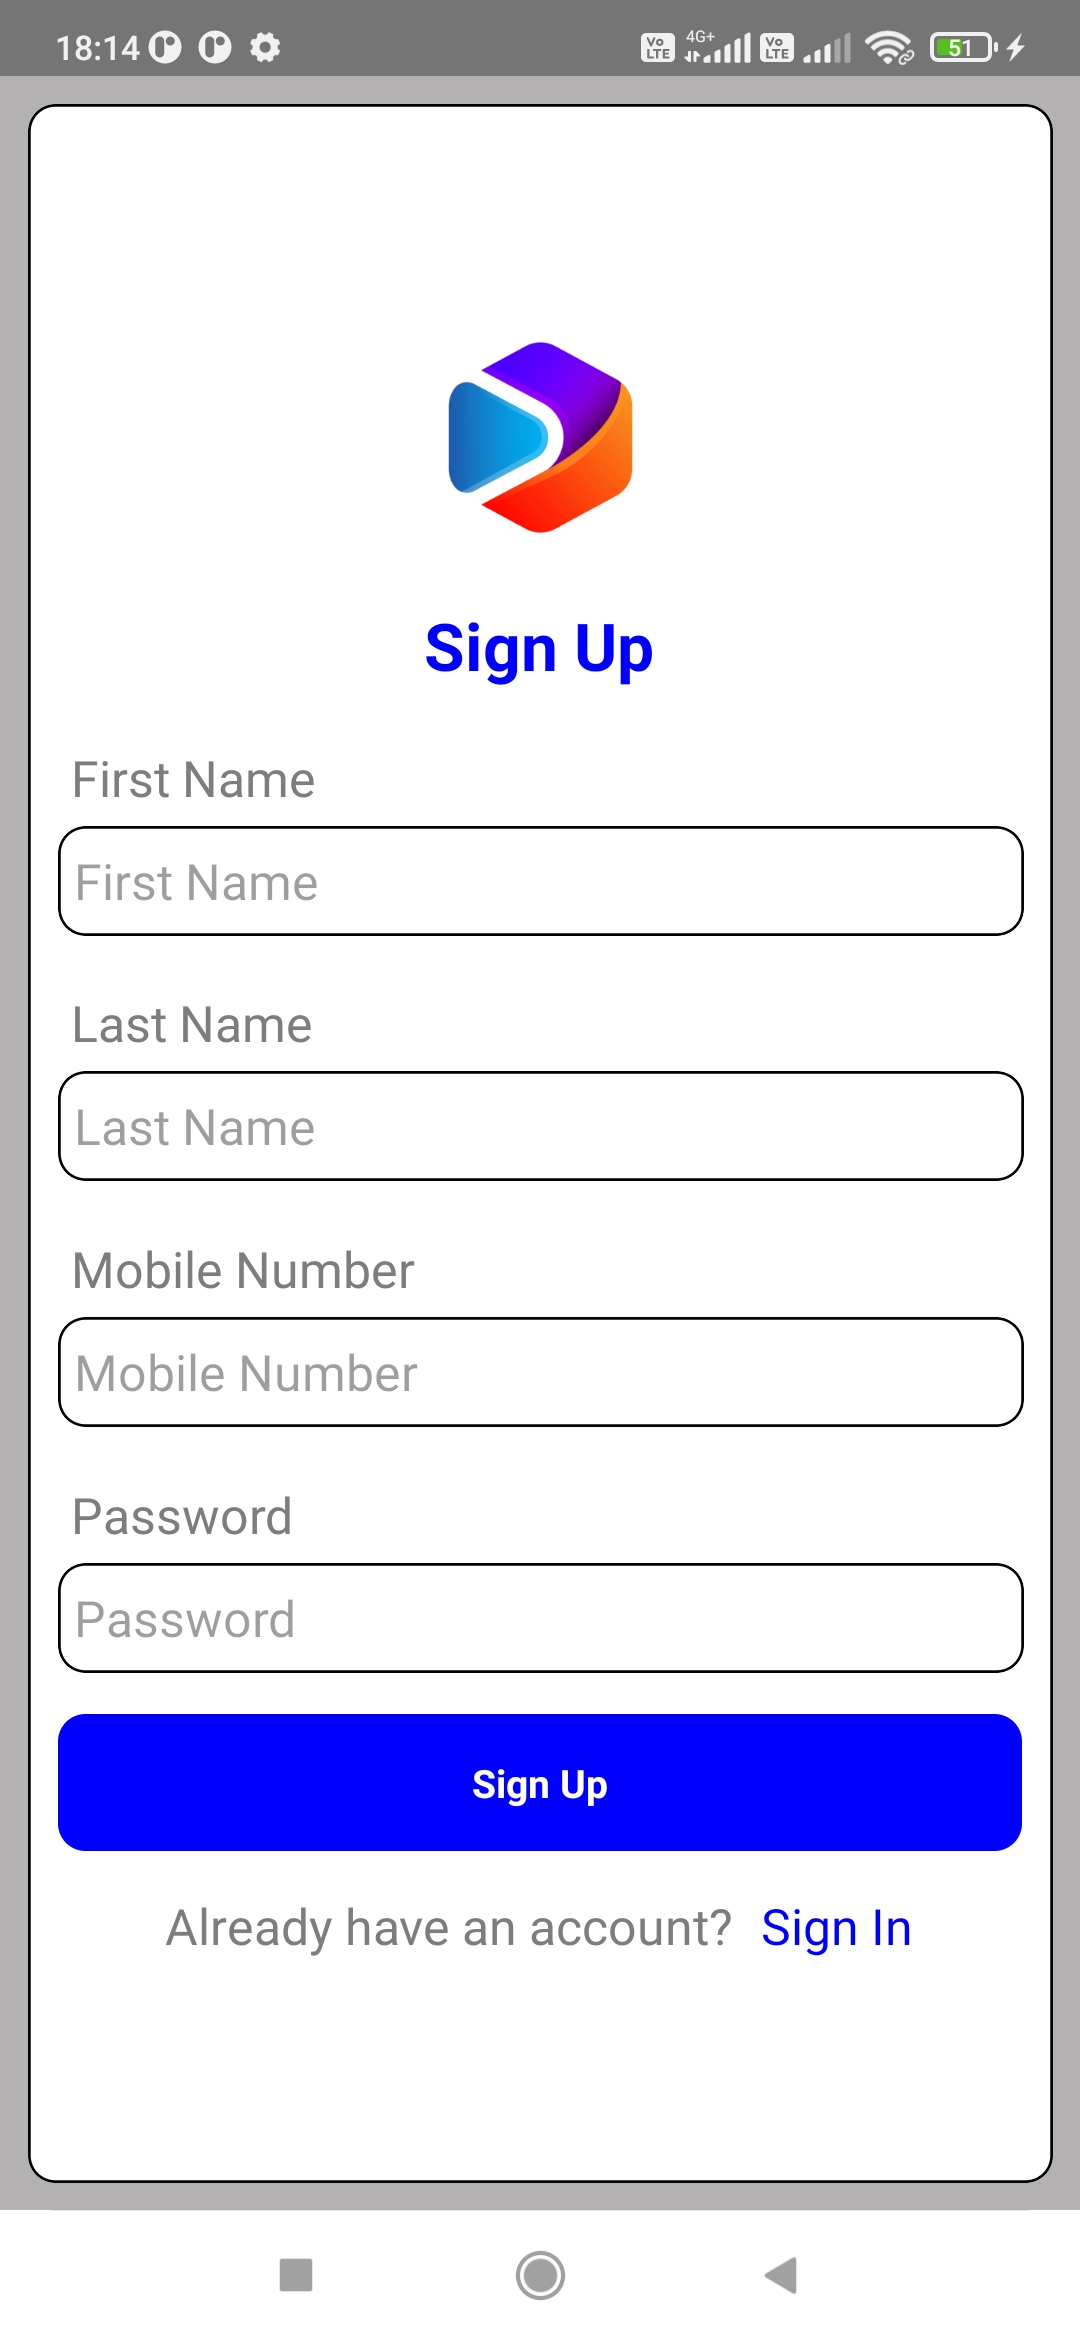 18:14 Vo LTE 4G+ Vo LTE 51
Sign Up
First Name
First Name
Last Name
Last Name
Mobile Number
Mobile Number
Password
Password
Sign Up
Already have an account? Sign In